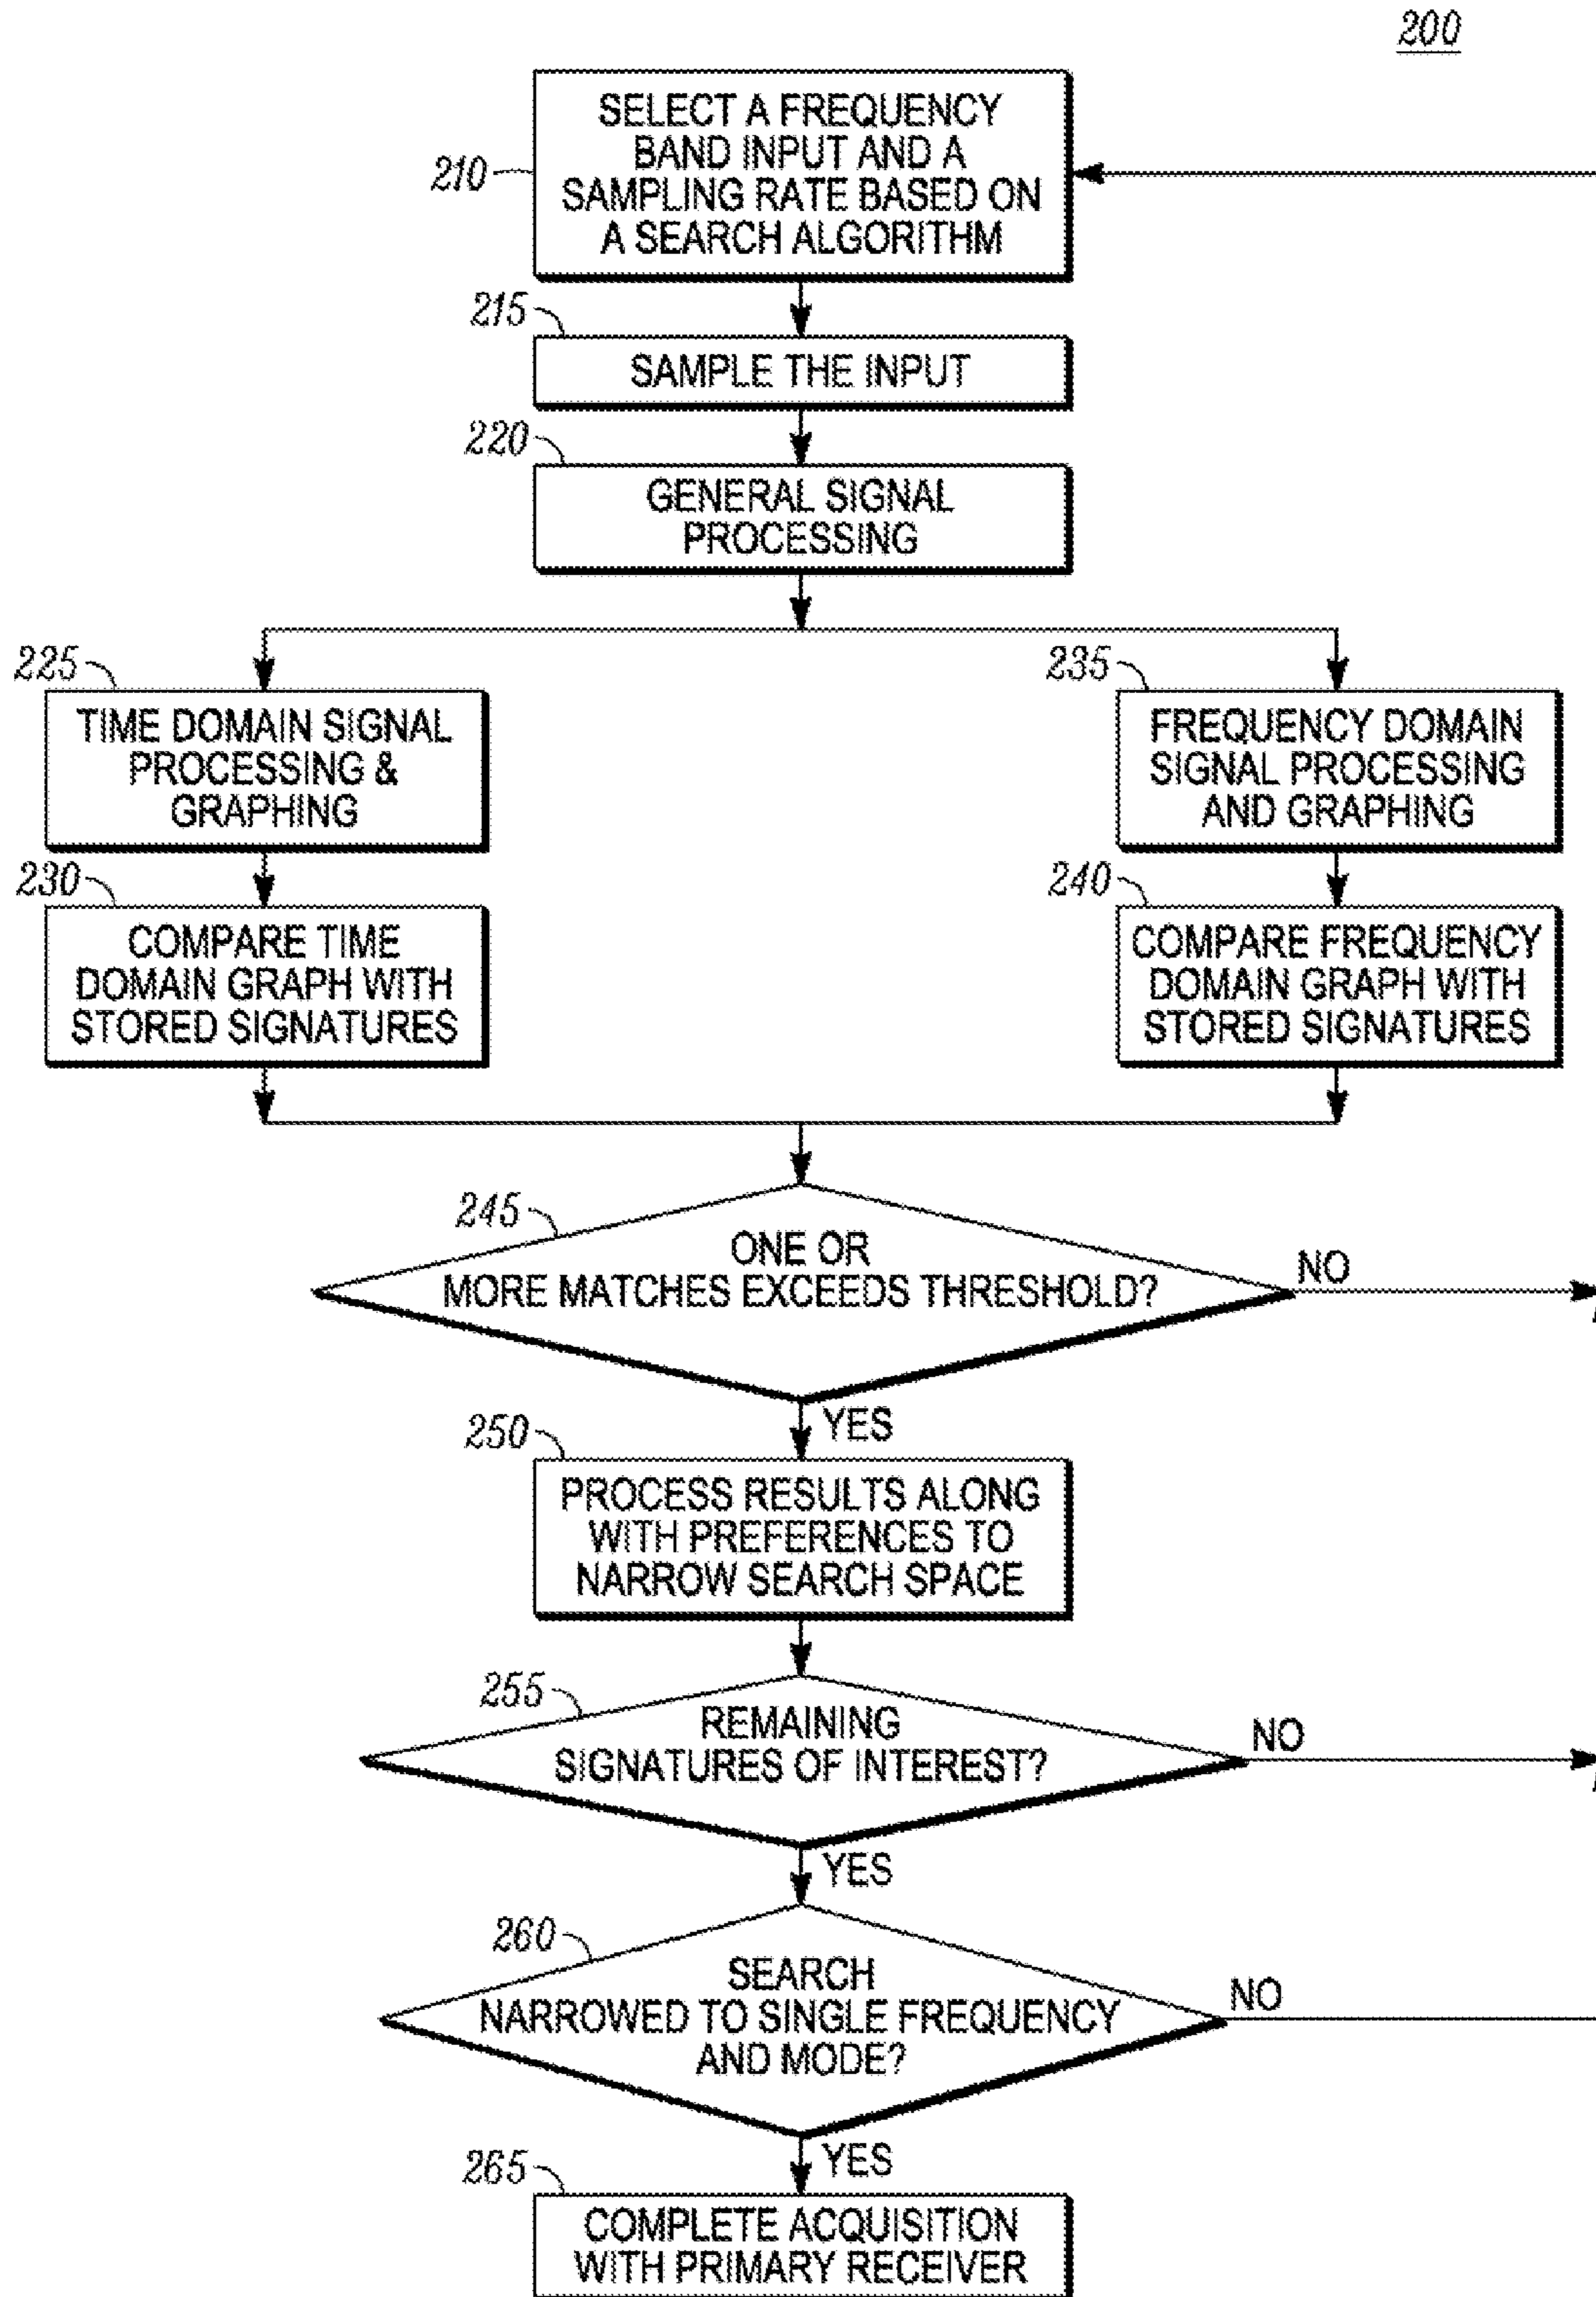 200
210
SELECT A FREQUENCY
BAND INPUT AND A
SAMPLING RATE BASED ON
A SEARCH ALGORITHM
215
SAMPLE THE INPUT
220
GENERAL SIGNAL
PROCESSING
225
TIME DOMAIN SIGNAL
PROCESSING &
GRAPHING
235
FREQUENCY DOMAIN
SIGNAL PROCESSING
AND GRAPHING
230
COMPARE TIME
DOMAIN GRAPH WITH
STORED SIGNATURES
240
COMPARE FREQUENCY
DOMAIN GRAPH WITH
STORED SIGNATURES
245
ONE OR
MORE MATCHES EXCEEDS THRESHOLD?
NO
YES
250
PROCESS RESULTS ALONG
WITH PREFERENCES TO
NARROW SEARCH SPACE
255
REMAINING
SIGNATURES OF INTEREST?
NO
YES
260
SEARCH
NARROWED TO SINGLE FREQUENCY
AND MODE?
NO
YES
265
COMPLETE ACQUISITION
WITH PRIMARY RECEIVER